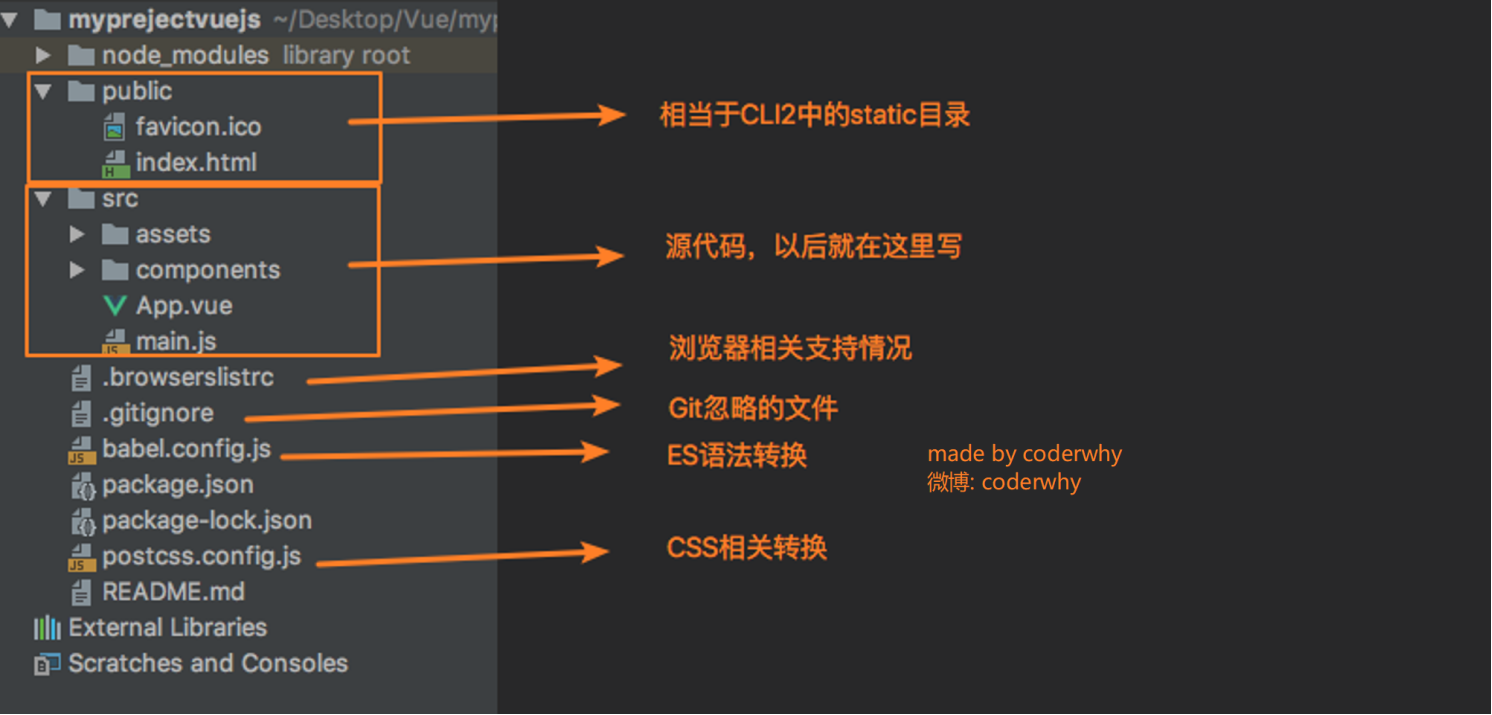 myprejectvuejs ~/Desktop/Vue/myp
node_modules library root
public
favicon.ico
index.html
相当于CLI2中的static目录
src
assets
components
App.vue
main.js
源代码，以后就在这里写
.browserslistrc
浏览器相关支持情况
.gitignore
Git忽略的文件
babel.config.js
ES语法转换
made by coderwhy
微博: coderwhy
package.json
package-lock.json
postcss.config.js
CSS相关转换
README.md
External Libraries
Scratches and Consoles